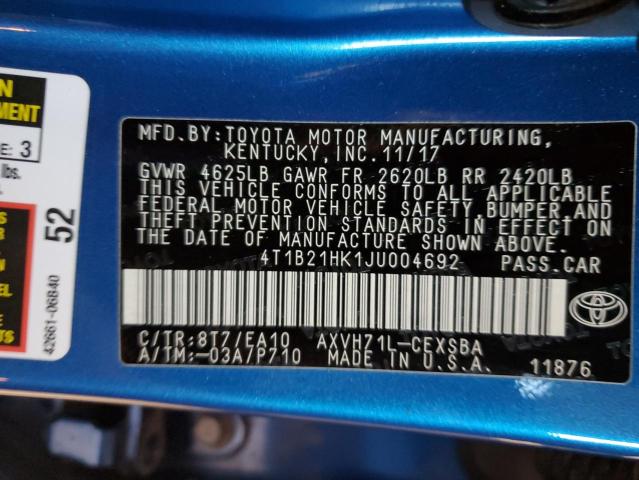 MFD.BY:TOYOTA MOTOR MANUFACTURING,
KENTUCKY, INC.11/17
GVWR 4625LB GAWR FR 2620LB RR 2420LB
THIS VEHICLE CONFORMS TO ALL APPLICABLE
FEDERAL MOTOR VEHICLE SAFETY, BUMPER, AND
THEFT PREVENTION STANDARDS IN EFFECT ON
THE DATE OF MANUFACTURE SHOWN ABOVE.
4T1B21HK1JU004692 PASS.CAR
C/TR:8T7/EA10 AXVH71L-CEXSBA
A/TM:-03A/P710 MADE IN U.S.A. 11876
MENT
: 3
lbs.
52
42661-06840